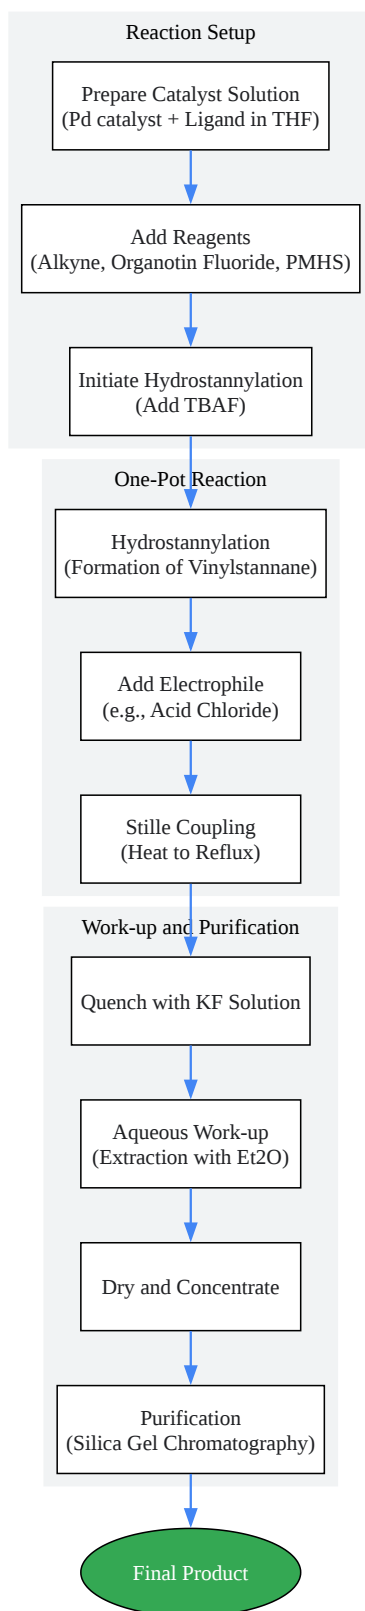 Reaction Setup
Prepare Catalyst Solution
(Pd catalyst + Ligand in THF)
Add Reagents
(Alkyne, Organotin Fluoride, PMHS)
Initiate Hydrostannylation
(Add TBAF)
One-Pot Reaction
Hydrostannylation
(Formation of Vinylstannane)
Add Electrophile
(e.g., Acid Chloride)
Stille Coupling
(Heat to Reflux)
Work-up and Purification
Quench with KF Solution
Aqueous Work-up
(Extraction with Et2O)
Dry and Concentrate
Purification
(Silica Gel Chromatography)
Final Product